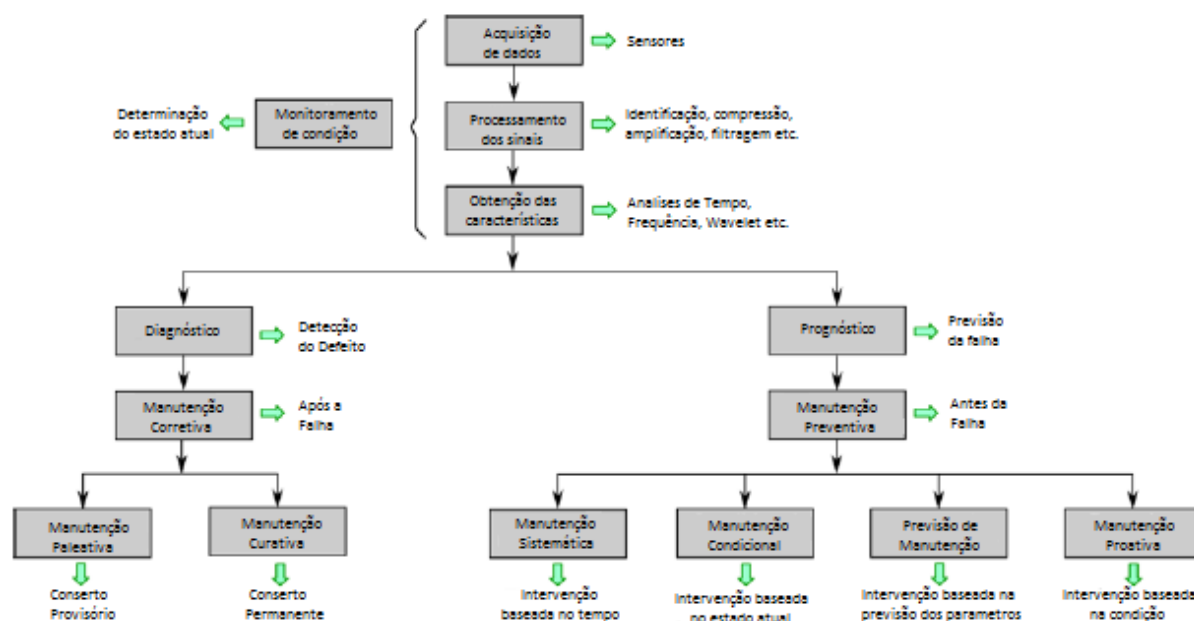 Acquisição
de dados
Sensores
Determinação
do estado atual
Monitoramento
de condição
Processamento
dos sinais
Identificação, compressão,
amplificação, filtragem etc.
Obtenção das
características
Analises de Tempo,
Frequência, Wavelet etc.
Diagnóstico
Detecção
do Defeito
Prognóstico
Previsão
da falha
Manutenção
Corretiva
Após a
Falha
Manutenção
Preventiva
Antes da
Falha
Manutenção
Paleativa
Manutenção
Curativa
Manutenção
Sistemática
Manutenção
Condicional
Previsão de
Manutenção
Manutenção
Proativa
Conserto
Provisório
Conserto
Permanente
Intervenção
baseada no tempo
Intervenção baseada
no estado atual
Intervenção baseada na
previsão dos parametros
Intervenção baseada
na condição